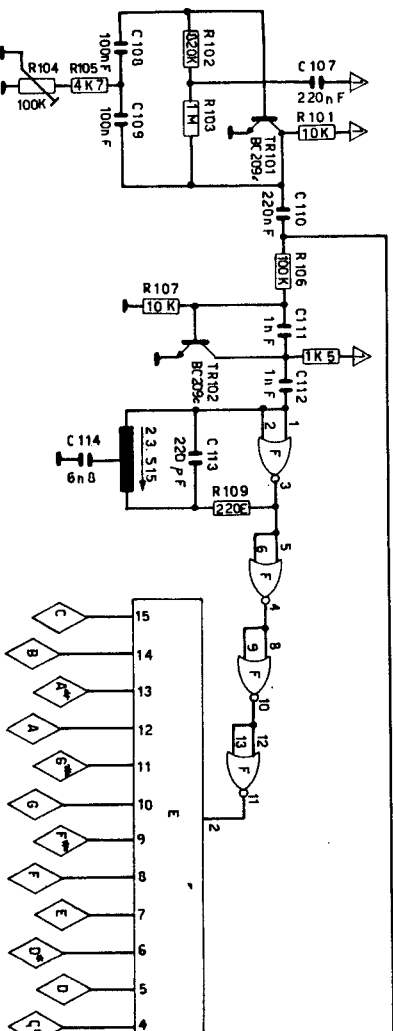 R104
100K
R105
4K7
C108
100nF
C109
100nF
R102
820K
R103
1M
C107
220nF
R101
10K
TR101
BC209c
C110
220nF
R106
100K
R107
10K
C111
1nF
1K5
TR102
BC209c
C112
1nF
C114
6n8
23.515
C113
220pF
R109
220E
1
2
F
3
5
6
F
4
8
9
F
10
12
13
F
11
E
2
C
15
B
14
A#
13
A
12
G#
11
G
10
F#
9
F
8
E
7
D#
6
D
5
4